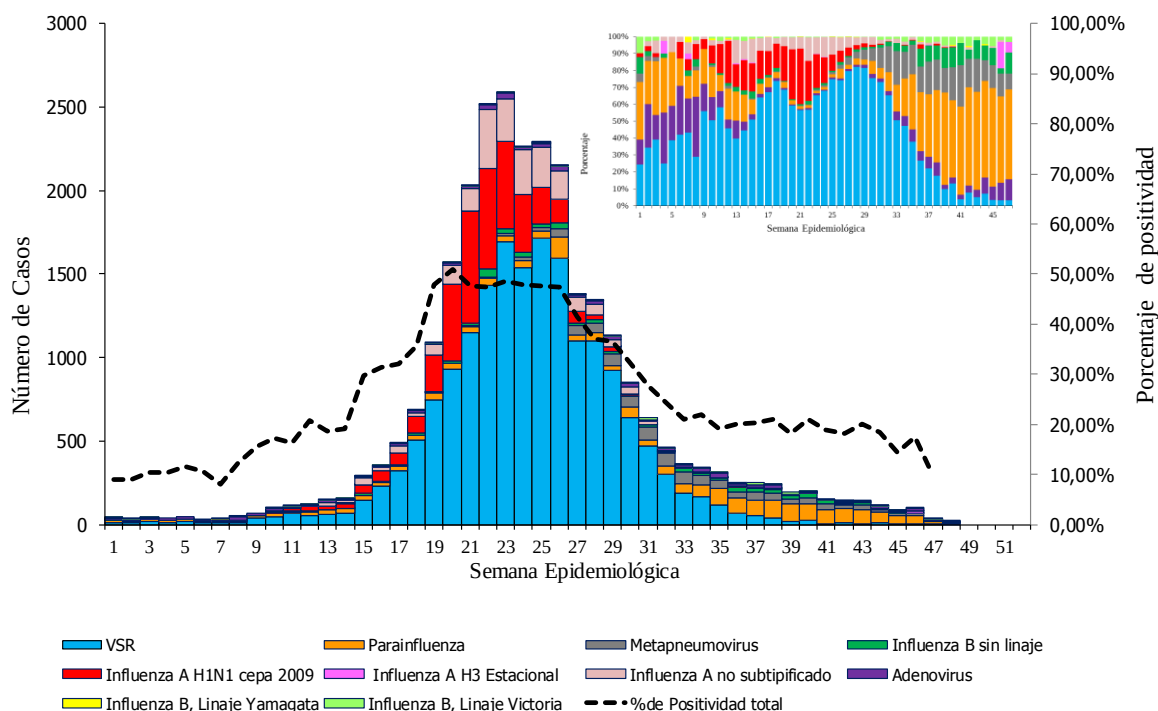 3000
2500
2000
1500
1000
500
0
Número de Casos
100,00%
90,00%
80,00%
70,00%
60,00%
50,00%
40,00%
30,00%
20,00%
10,00%
0,00%
Porcentaje de positividad
100%
90%
80%
70%
60%
50%
40%
30%
20%
10%
0%
Porcentaje
1 5 9 13 17 21 25 29 33 37 41 45
Semana Epidemiológica
1 3 5 7 9 11 13 15 17 19 21 23 25 27 29 31 33 35 37 39 41 43 45 47 49 51
Semana Epidemiológica
VSR Parainfluenza Metapneumovirus Influenza B sin linaje
Influenza A H1N1 cepa 2009 Influenza A H3 Estacional Influenza A no subtipificado Adenovirus
Influenza B, Linaje Yamagata Influenza B, Linaje Victoria %de Positividad total